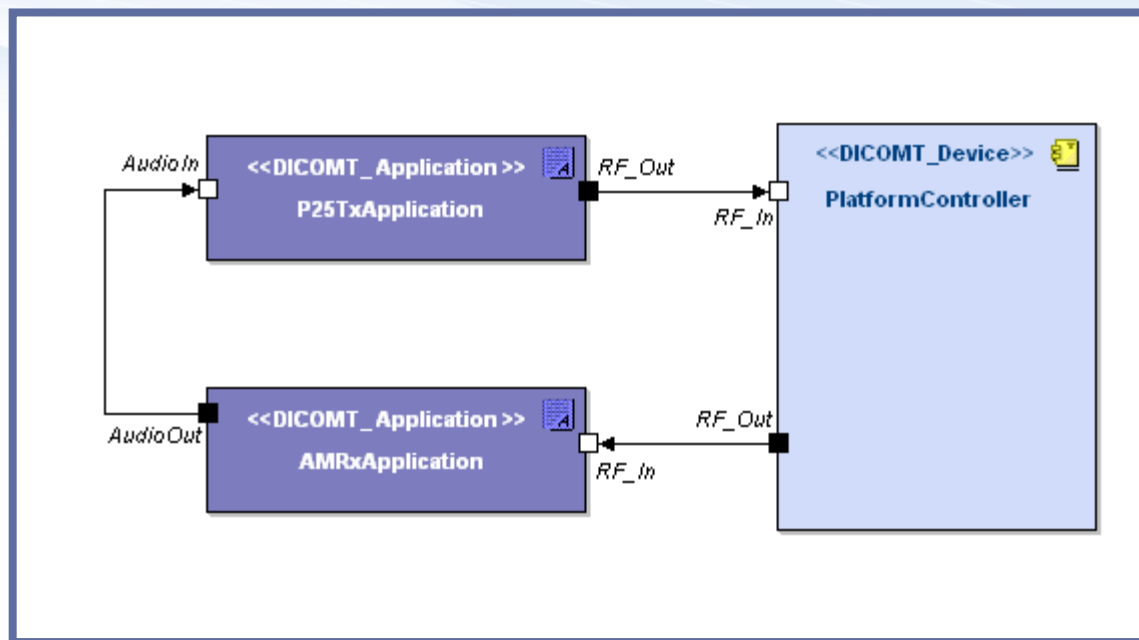 AudioIn
<<DICOMT_Application>>
P25TxApplication
RF_Out
RF_In
<<DICOMT_Device>>
PlatformController
AudioOut
<<DICOMT_Application>>
AMRxApplication
RF_Out
RF_In